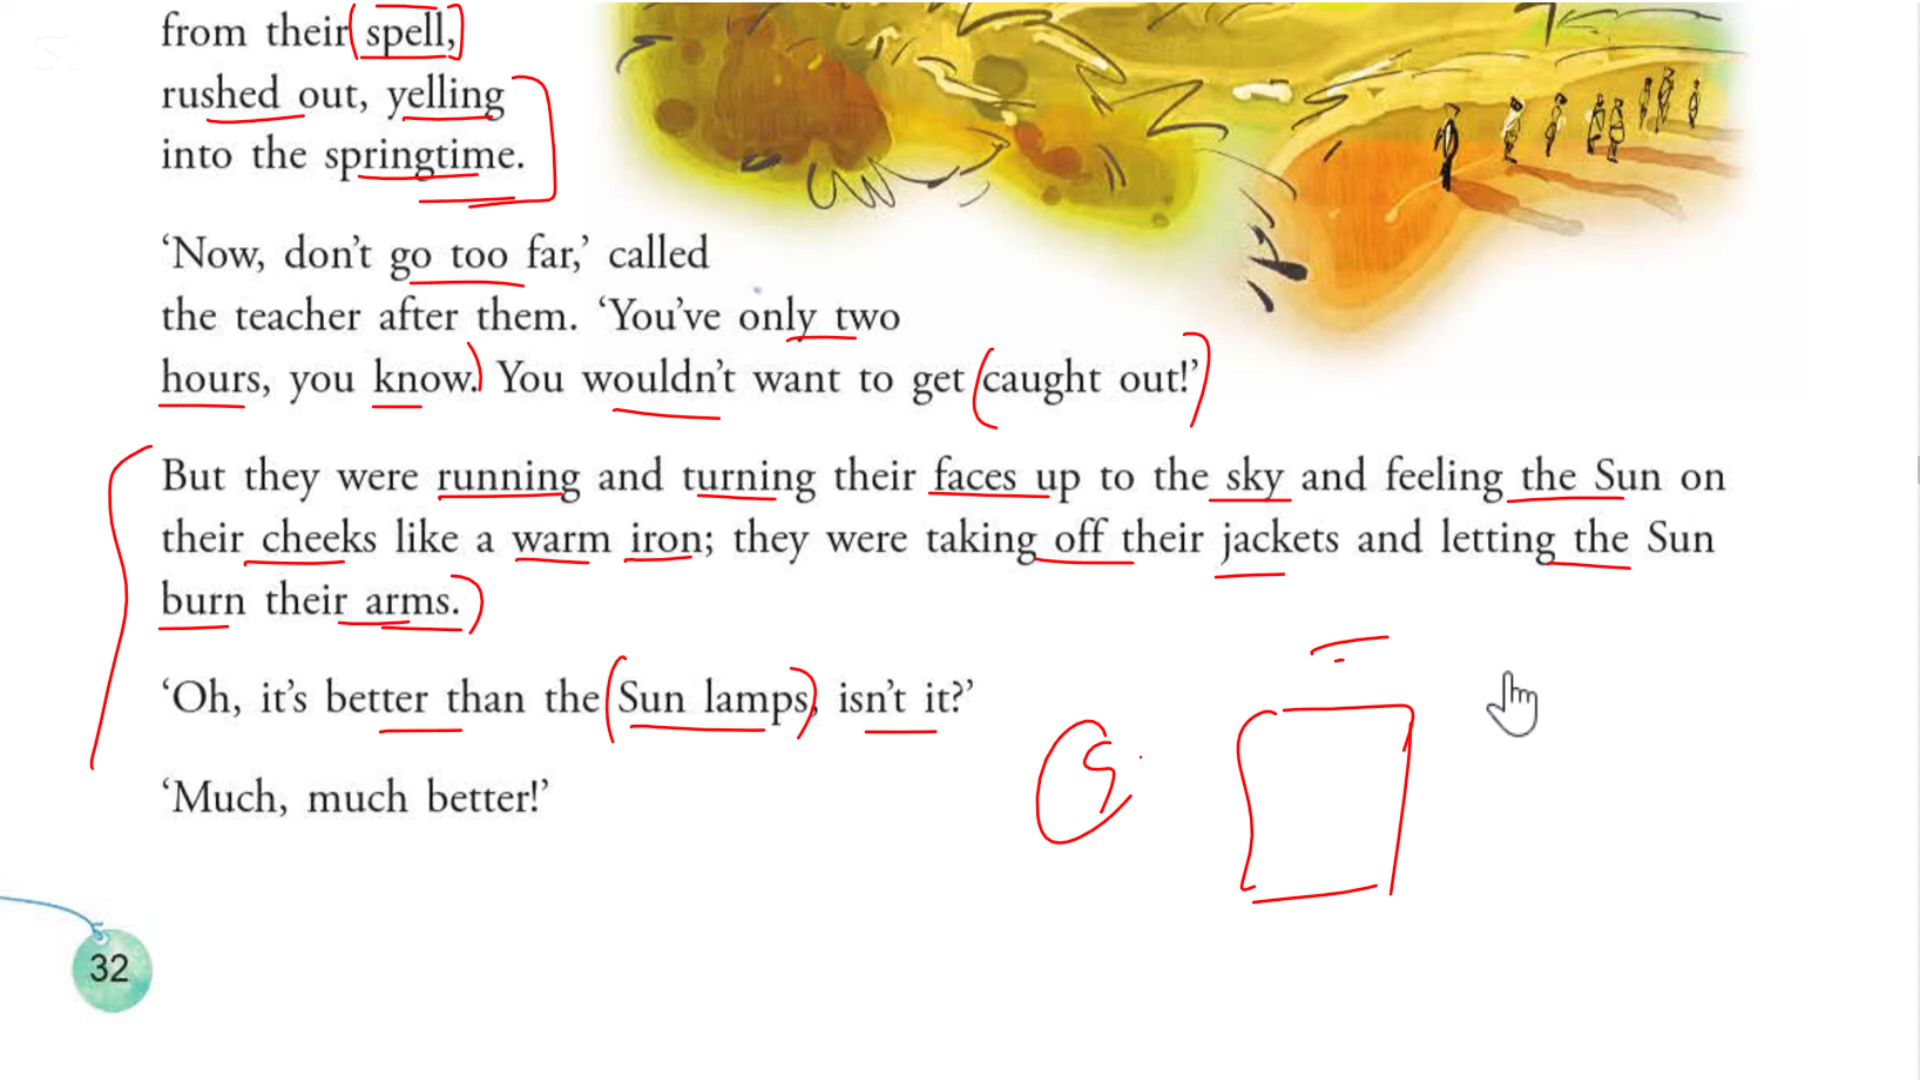 from their spell,
rushed out, yelling
into the springtime.
‘Now, don’t go too far,’ called
the teacher after them. ‘You’ve only two
hours, you know. You wouldn’t want to get caught out!’
But they were running and turning their faces up to the sky and feeling the Sun on
their cheeks like a warm iron; they were taking off their jackets and letting the Sun
burn their arms.
‘Oh, it’s better than the Sun lamps, isn’t it?’
‘Much, much better!’
32